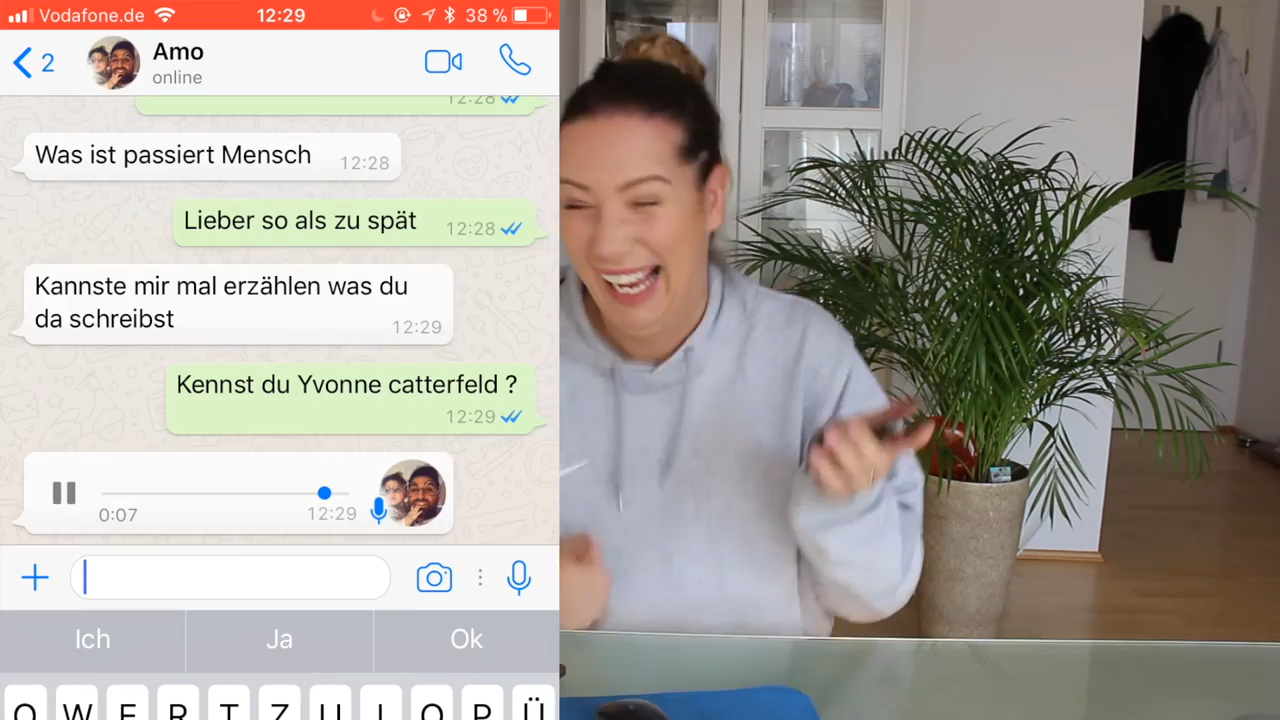 Vodafone.de 12:29 38 %
2 Amo
online
12:28
Was ist passiert Mensch 12:28
Lieber so als zu spät 12:28
Kannste mir mal erzählen was du
da schreibst 12:29
Kennst du Yvonne catterfeld ?
12:29
0:07 12:29
Ich Ja Ok
Q W E R T Z U I O P Ü